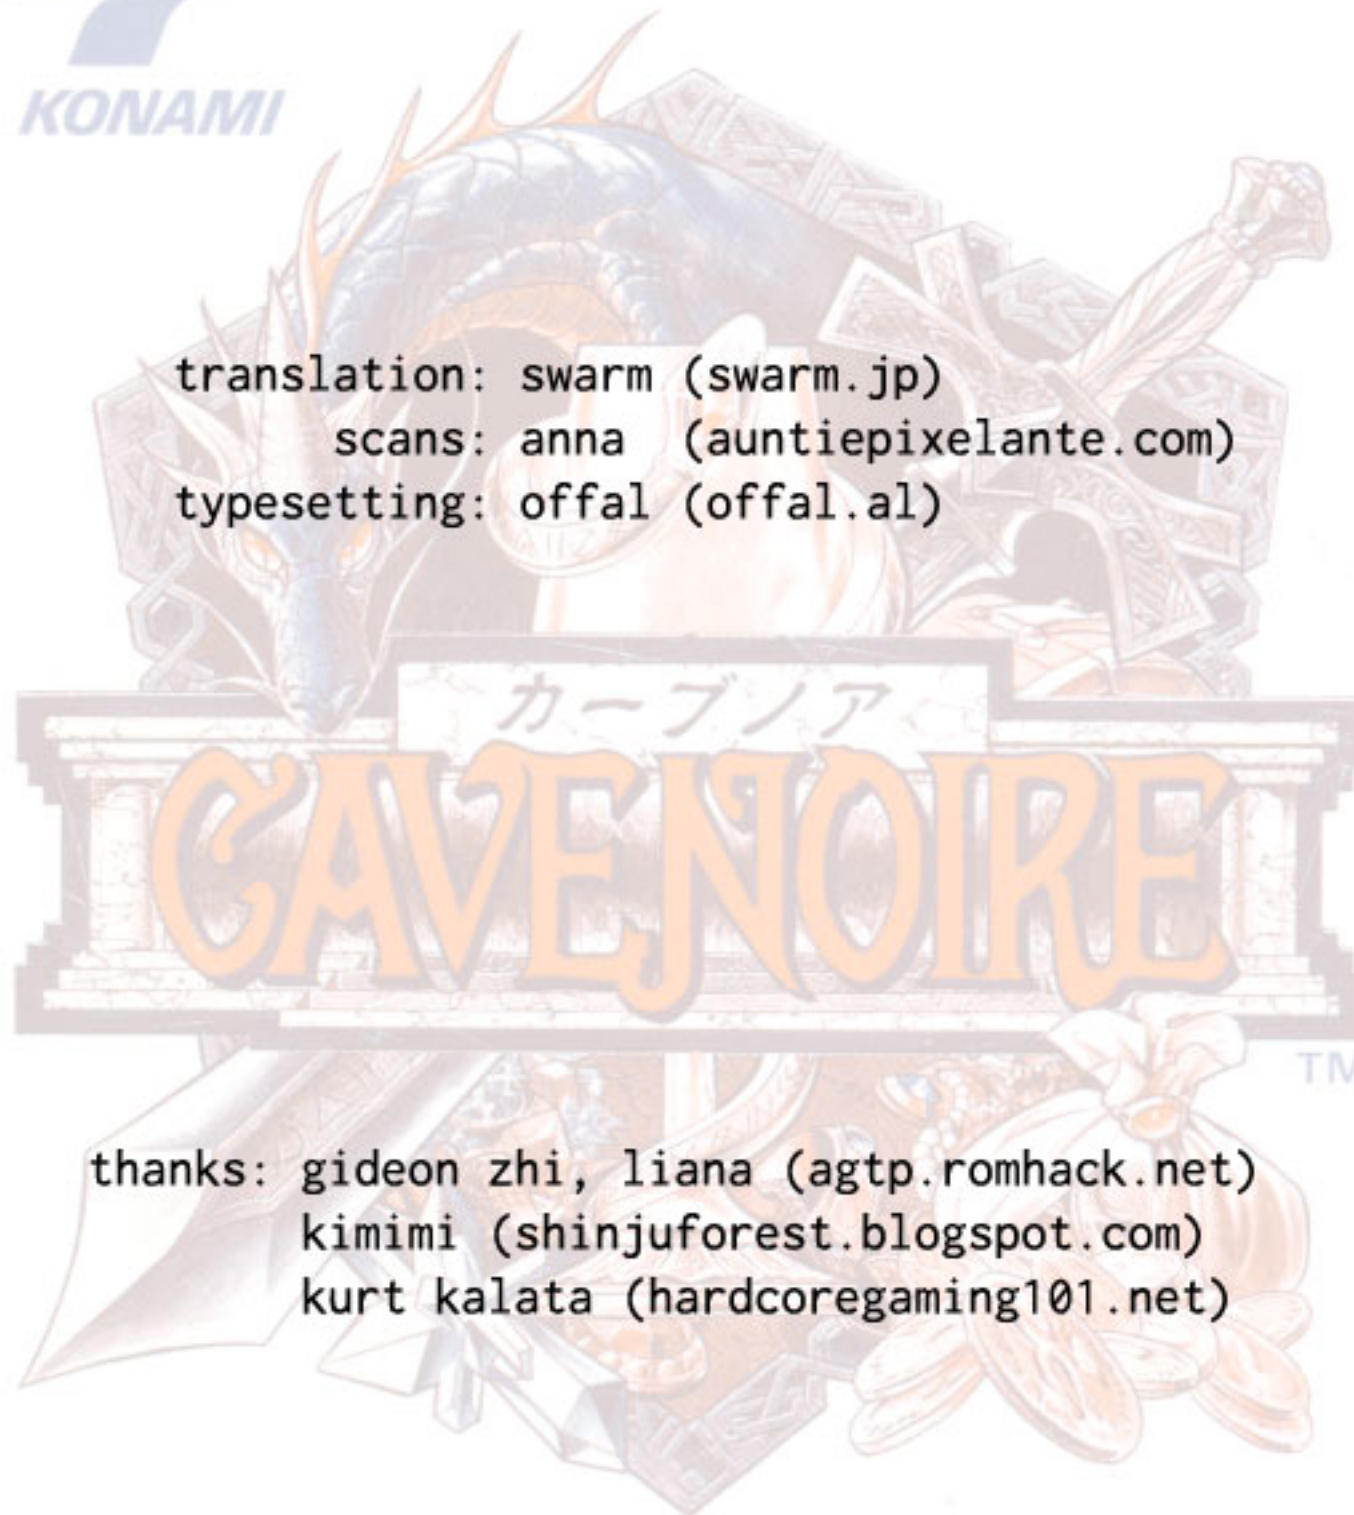 KONAMI
translation: swarm (swarm.jp)
scans: anna (auntiepixelante.com)
typesetting: offal (offal.al)
カーブノア
CAVENOIRE
TM
thanks: gideon zhi, liana (agtp.romhack.net)
kimimi (shinjuforest.blogspot.com)
kurt kalata (hardcoregaming101.net)